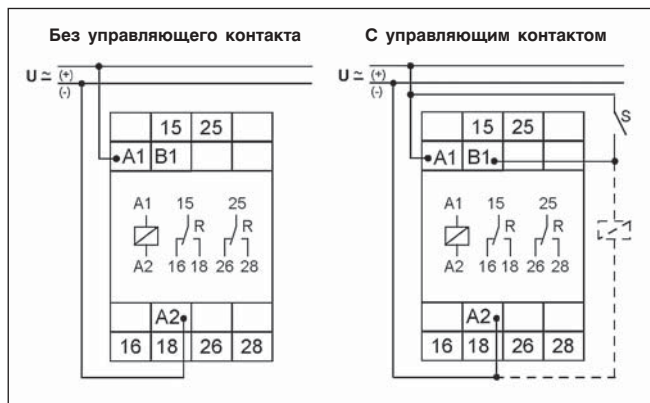 Без управляющего контакта
U ≃ (+)
(-)
15 25
A1 B1
A1 15 25
R R
A2 16 18 26 28
A2
16 18 26 28
С управляющим контактом
U ≃ (+)
(-)
S
15 25
A1 B1
A1 15 25
R R
A2 16 18 26 28
A2
16 18 26 28